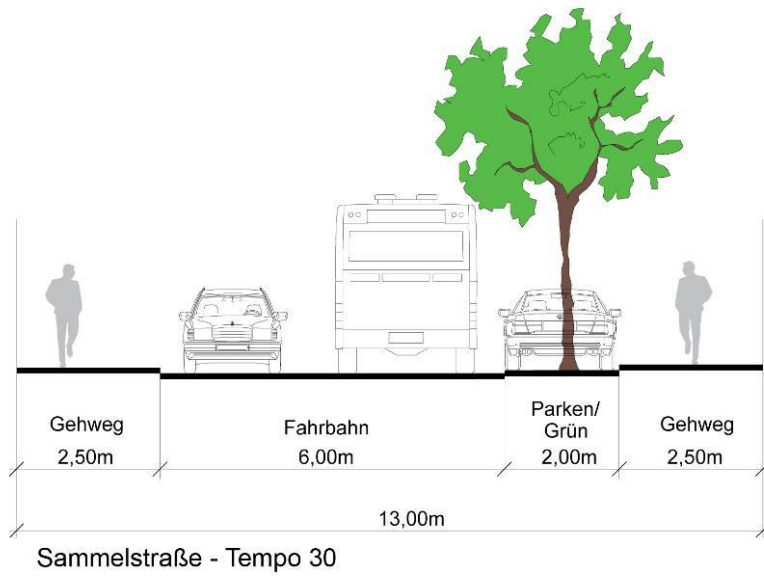 Gehweg
2,50m
Fahrbahn
6,00m
Parken/
Grün
2,00m
Gehweg
2,50m
13,00m
Sammelstraße - Tempo 30